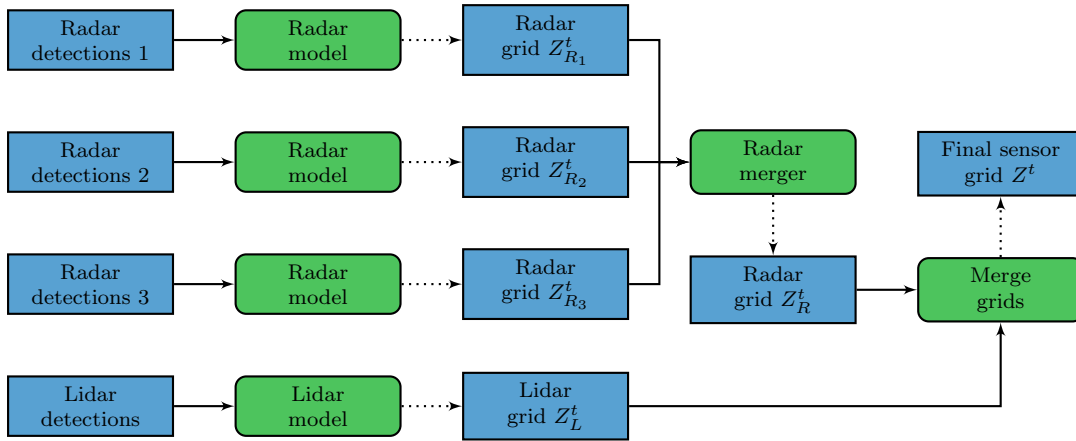 Radar
detections 1
Radar
model
Radar
grid $Z^t_{R_1}$
Radar
detections 2
Radar
model
Radar
grid $Z^t_{R_2}$
Radar
merger
Final sensor
grid $Z^t$
Radar
detections 3
Radar
model
Radar
grid $Z^t_{R_3}$
Radar
grid $Z^t_R$
Merge
grids
Lidar
detections
Lidar
model
Lidar
grid $Z^t_L$